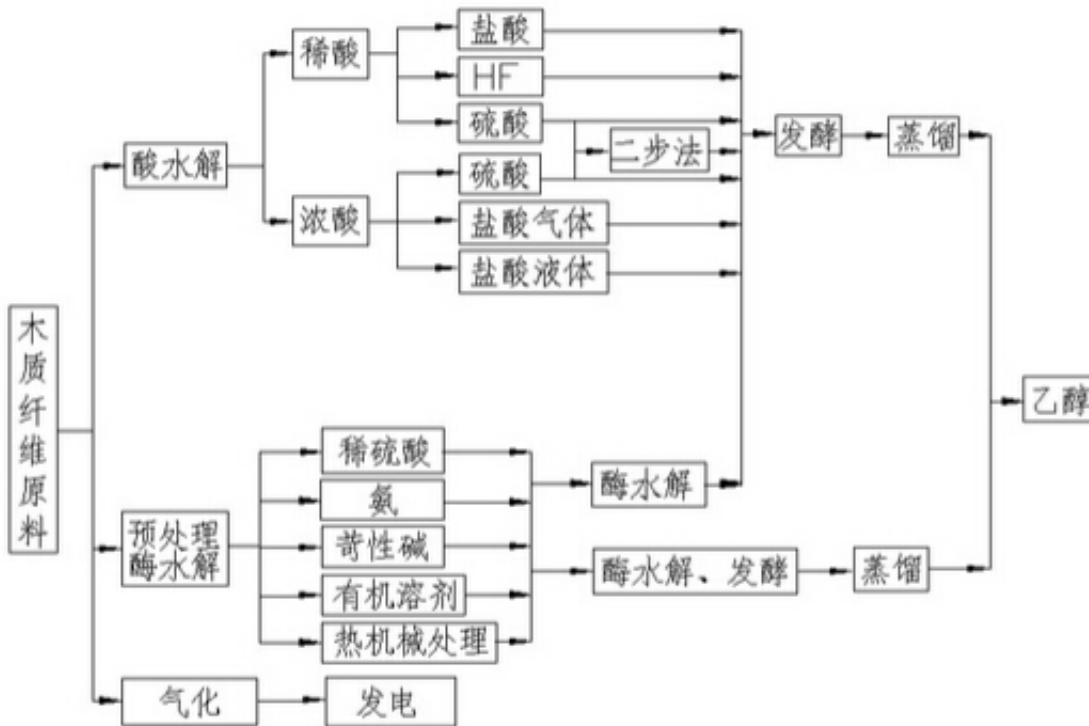 木质纤维原料
酸水解
稀酸
盐酸
HF
硫酸
二步法
浓酸
硫酸
盐酸气体
盐酸液体
发酵
蒸馏
预处理
酶水解
稀硫酸
氨
苛性碱
有机溶剂
热机械处理
酶水解
酶水解、发酵
蒸馏
乙醇
气化
发电